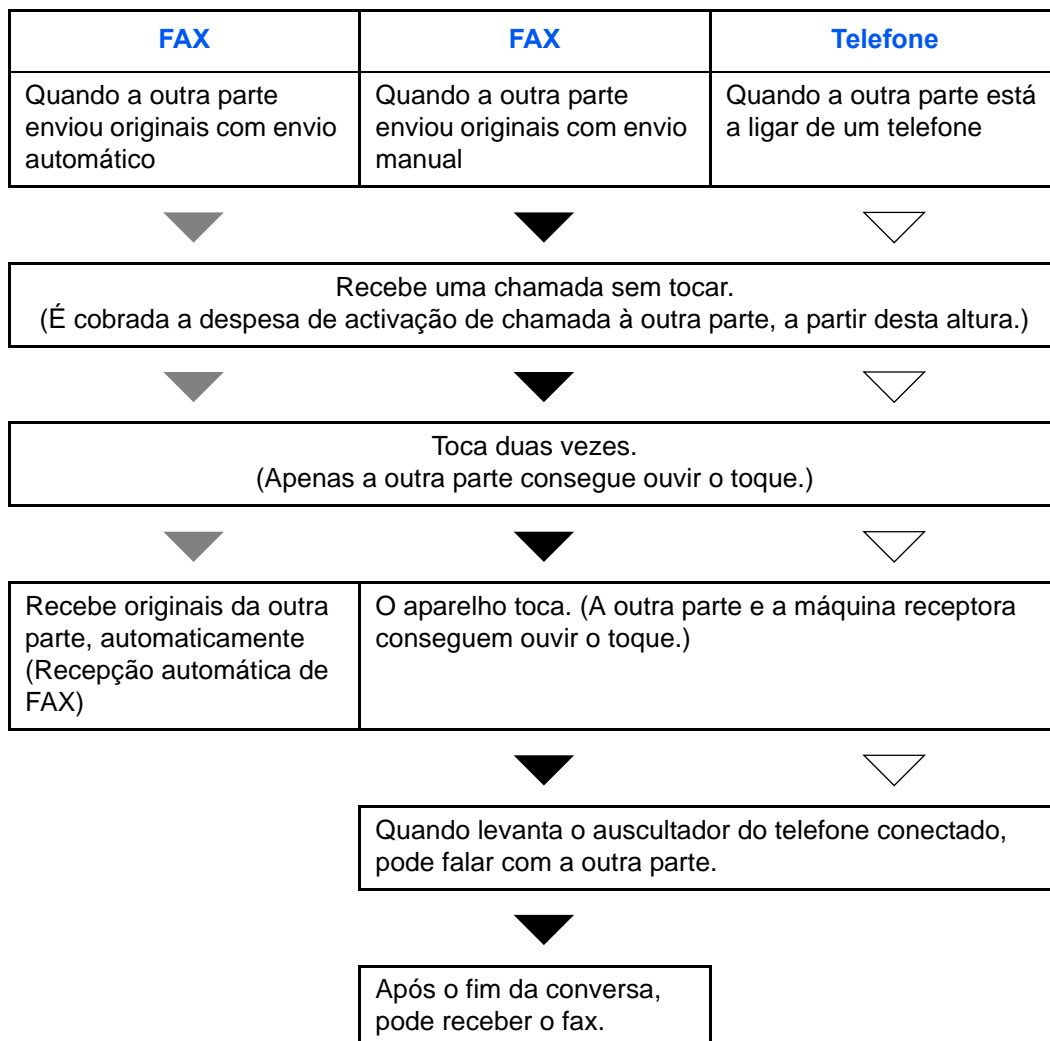 FAX
FAX
Telefone
Quando a outra parte
enviou originais com envio
automático
Quando a outra parte
enviou originais com envio
manual
Quando a outra parte está
a ligar de um telefone
Recebe uma chamada sem tocar.
(É cobrada a despesa de activação de chamada à outra parte, a partir desta altura.)
Toca duas vezes.
(Apenas a outra parte consegue ouvir o toque.)
Recebe originais da outra
parte, automaticamente
(Recepção automática de
FAX)
O aparelho toca. (A outra parte e a máquina receptora
conseguem ouvir o toque.)
Quando levanta o auscultador do telefone conectado,
pode falar com a outra parte.
Após o fim da conversa,
pode receber o fax.